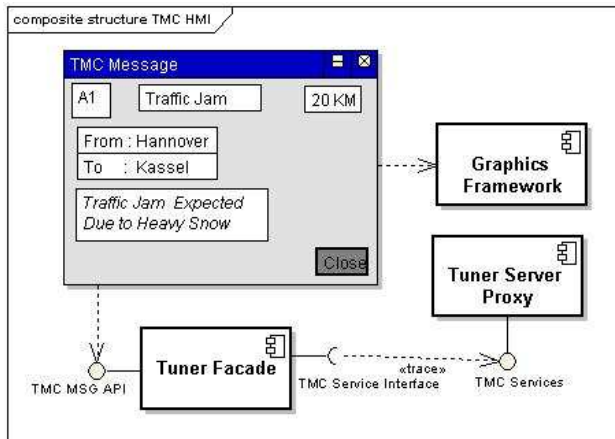 composite structure TMC HMI
TMC Message
A1
Traffic Jam
20 KM
From : Hannover
To : Kassel
Traffic Jam Expected
Due to Heavy Snow
Close
Graphics
Framework
Tuner Server
Proxy
Tuner Facade
TMC MSG API
«trace»
TMC Service Interface
TMC Services